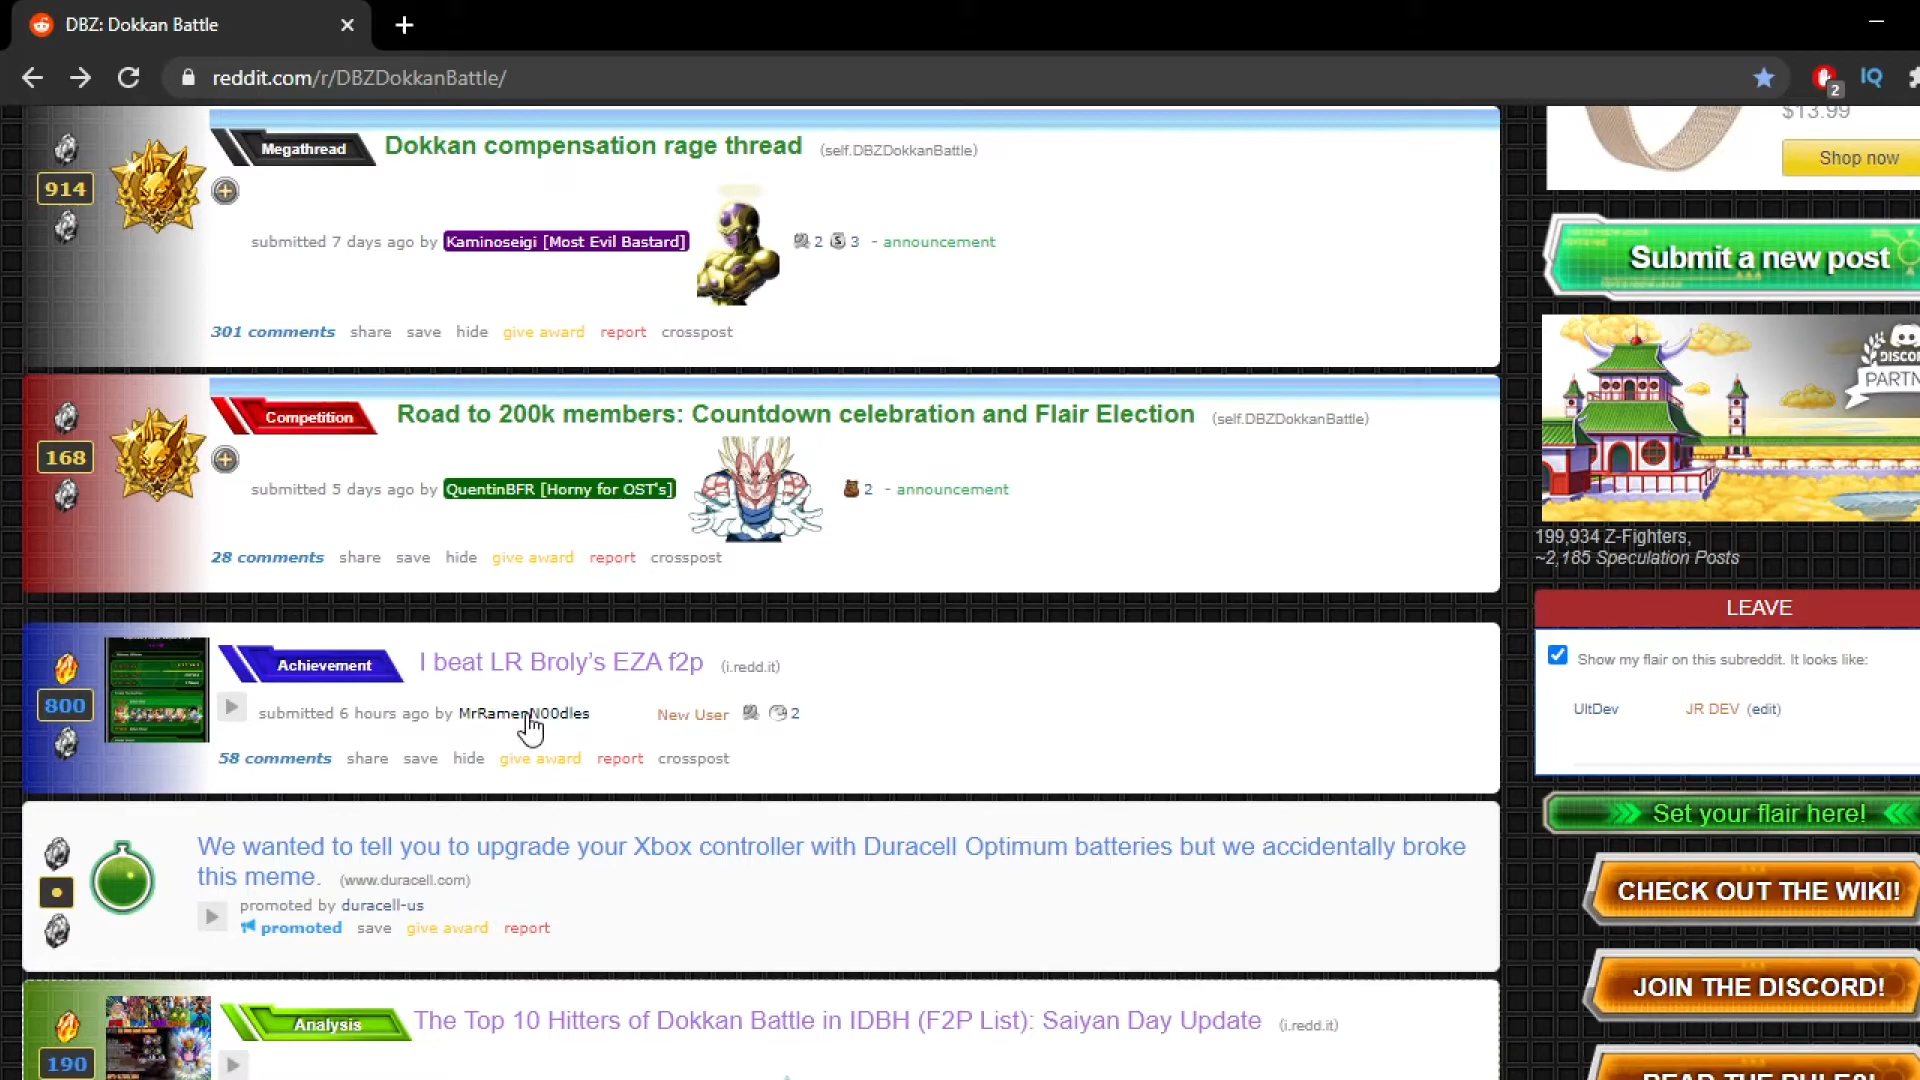 DBZ: Dokkan Battle
reddit.com/r/DBZDokkanBattle/
2
IQ
$13.99
Shop now
Megathread
Dokkan compensation rage thread (self.DBZDokkanBattle)
914
submitted 7 days ago by Kaminoseigi [Most Evil Bastard] 2 3 - announcement
301 comments share save hide give award report crosspost
Submit a new post
DISCO
PARTN
Competition
Road to 200k members: Countdown celebration and Flair Election (self.DBZDokkanBattle)
168
submitted 5 days ago by QuentinBFR [Horny for OST's] 2 - announcement
28 comments share save hide give award report crosspost
199,934 Z-Fighters,
~2,185 Speculation Posts
LEAVE
Show my flair on this subreddit. It looks like:
UltDev JR DEV (edit)
Achievement
I beat LR Broly's EZA f2p (i.redd.it)
800
submitted 6 hours ago by MrRamenN00dles New User 2
58 comments share save hide give award report crosspost
Set your flair here!
We wanted to tell you to upgrade your Xbox controller with Duracell Optimum batteries but we accidentally broke
this meme. (www.duracell.com)
promoted by duracell-us
promoted save give award report
CHECK OUT THE WIKI!
JOIN THE DISCORD!
Analysis
The Top 10 Hitters of Dokkan Battle in IDBH (F2P List): Saiyan Day Update (i.redd.it)
190
READ THE RULES!